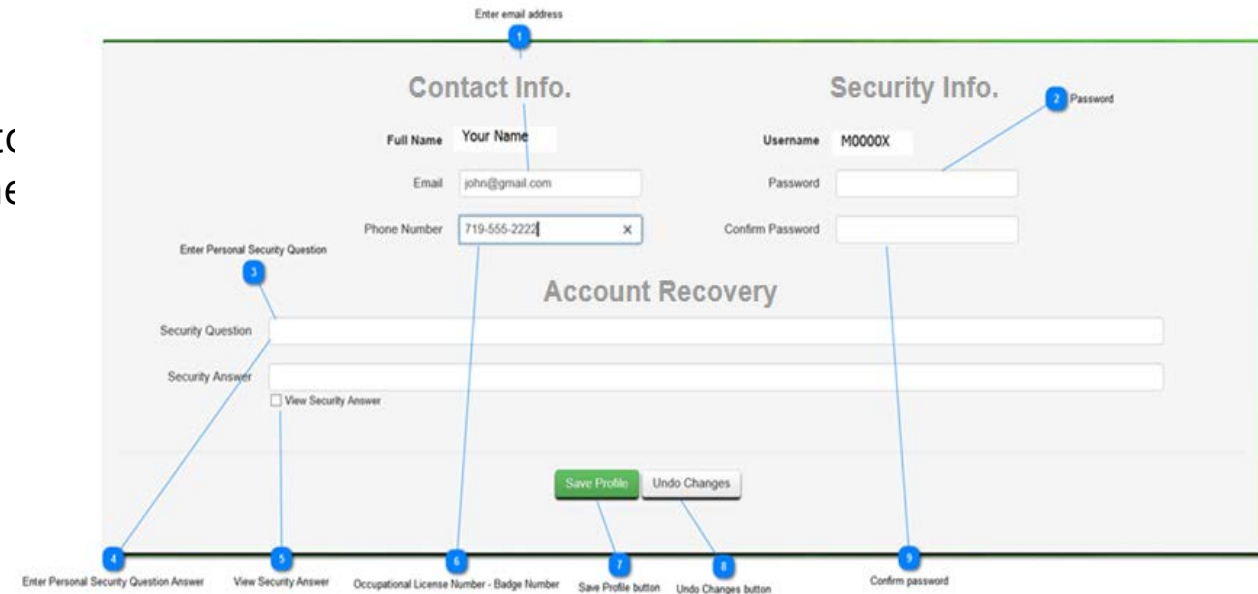 Enter email address
1
Contact Info. Security Info.
2 Password
Full Name Your Name Username M0000X
Email john@gmail.com Password
Phone Number 719-555-2222 X Confirm Password
Enter Personal Security Question
3
Account Recovery
Security Question
Security Answer
View Security Answer
Save Profile Undo Changes
4 5 6 7 8 9
Enter Personal Security Question Answer View Security Answer Occupational License Number - Badge Number Save Profile button Undo Changes button Confirm password